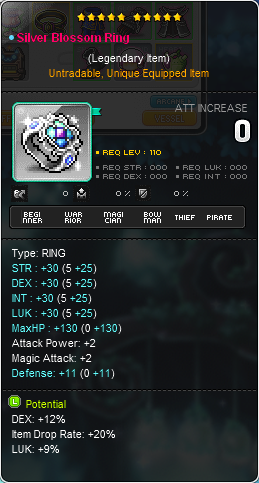 Silver Blossom Ring
(Legendary Item)
Untradable, Unique Equipped Item
ATT INCREASE
0
REQ LEV : 110
REQ STR : 000 REQ LUK : 000
REQ DEX : 000 REQ INT : 000
0 0 % 0 %
BEGINNER WARRIOR MAGICIAN BOWMAN THIEF PIRATE
Type: RING
STR : +30 (5 +25)
DEX : +30 (5 +25)
INT : +30 (5 +25)
LUK : +30 (5 +25)
MaxHP : +130 (0 +130)
Attack Power: +2
Magic Attack: +2
Defense: +11 (0 +11)
L Potential
DEX: +12%
Item Drop Rate: +20%
LUK: +9%